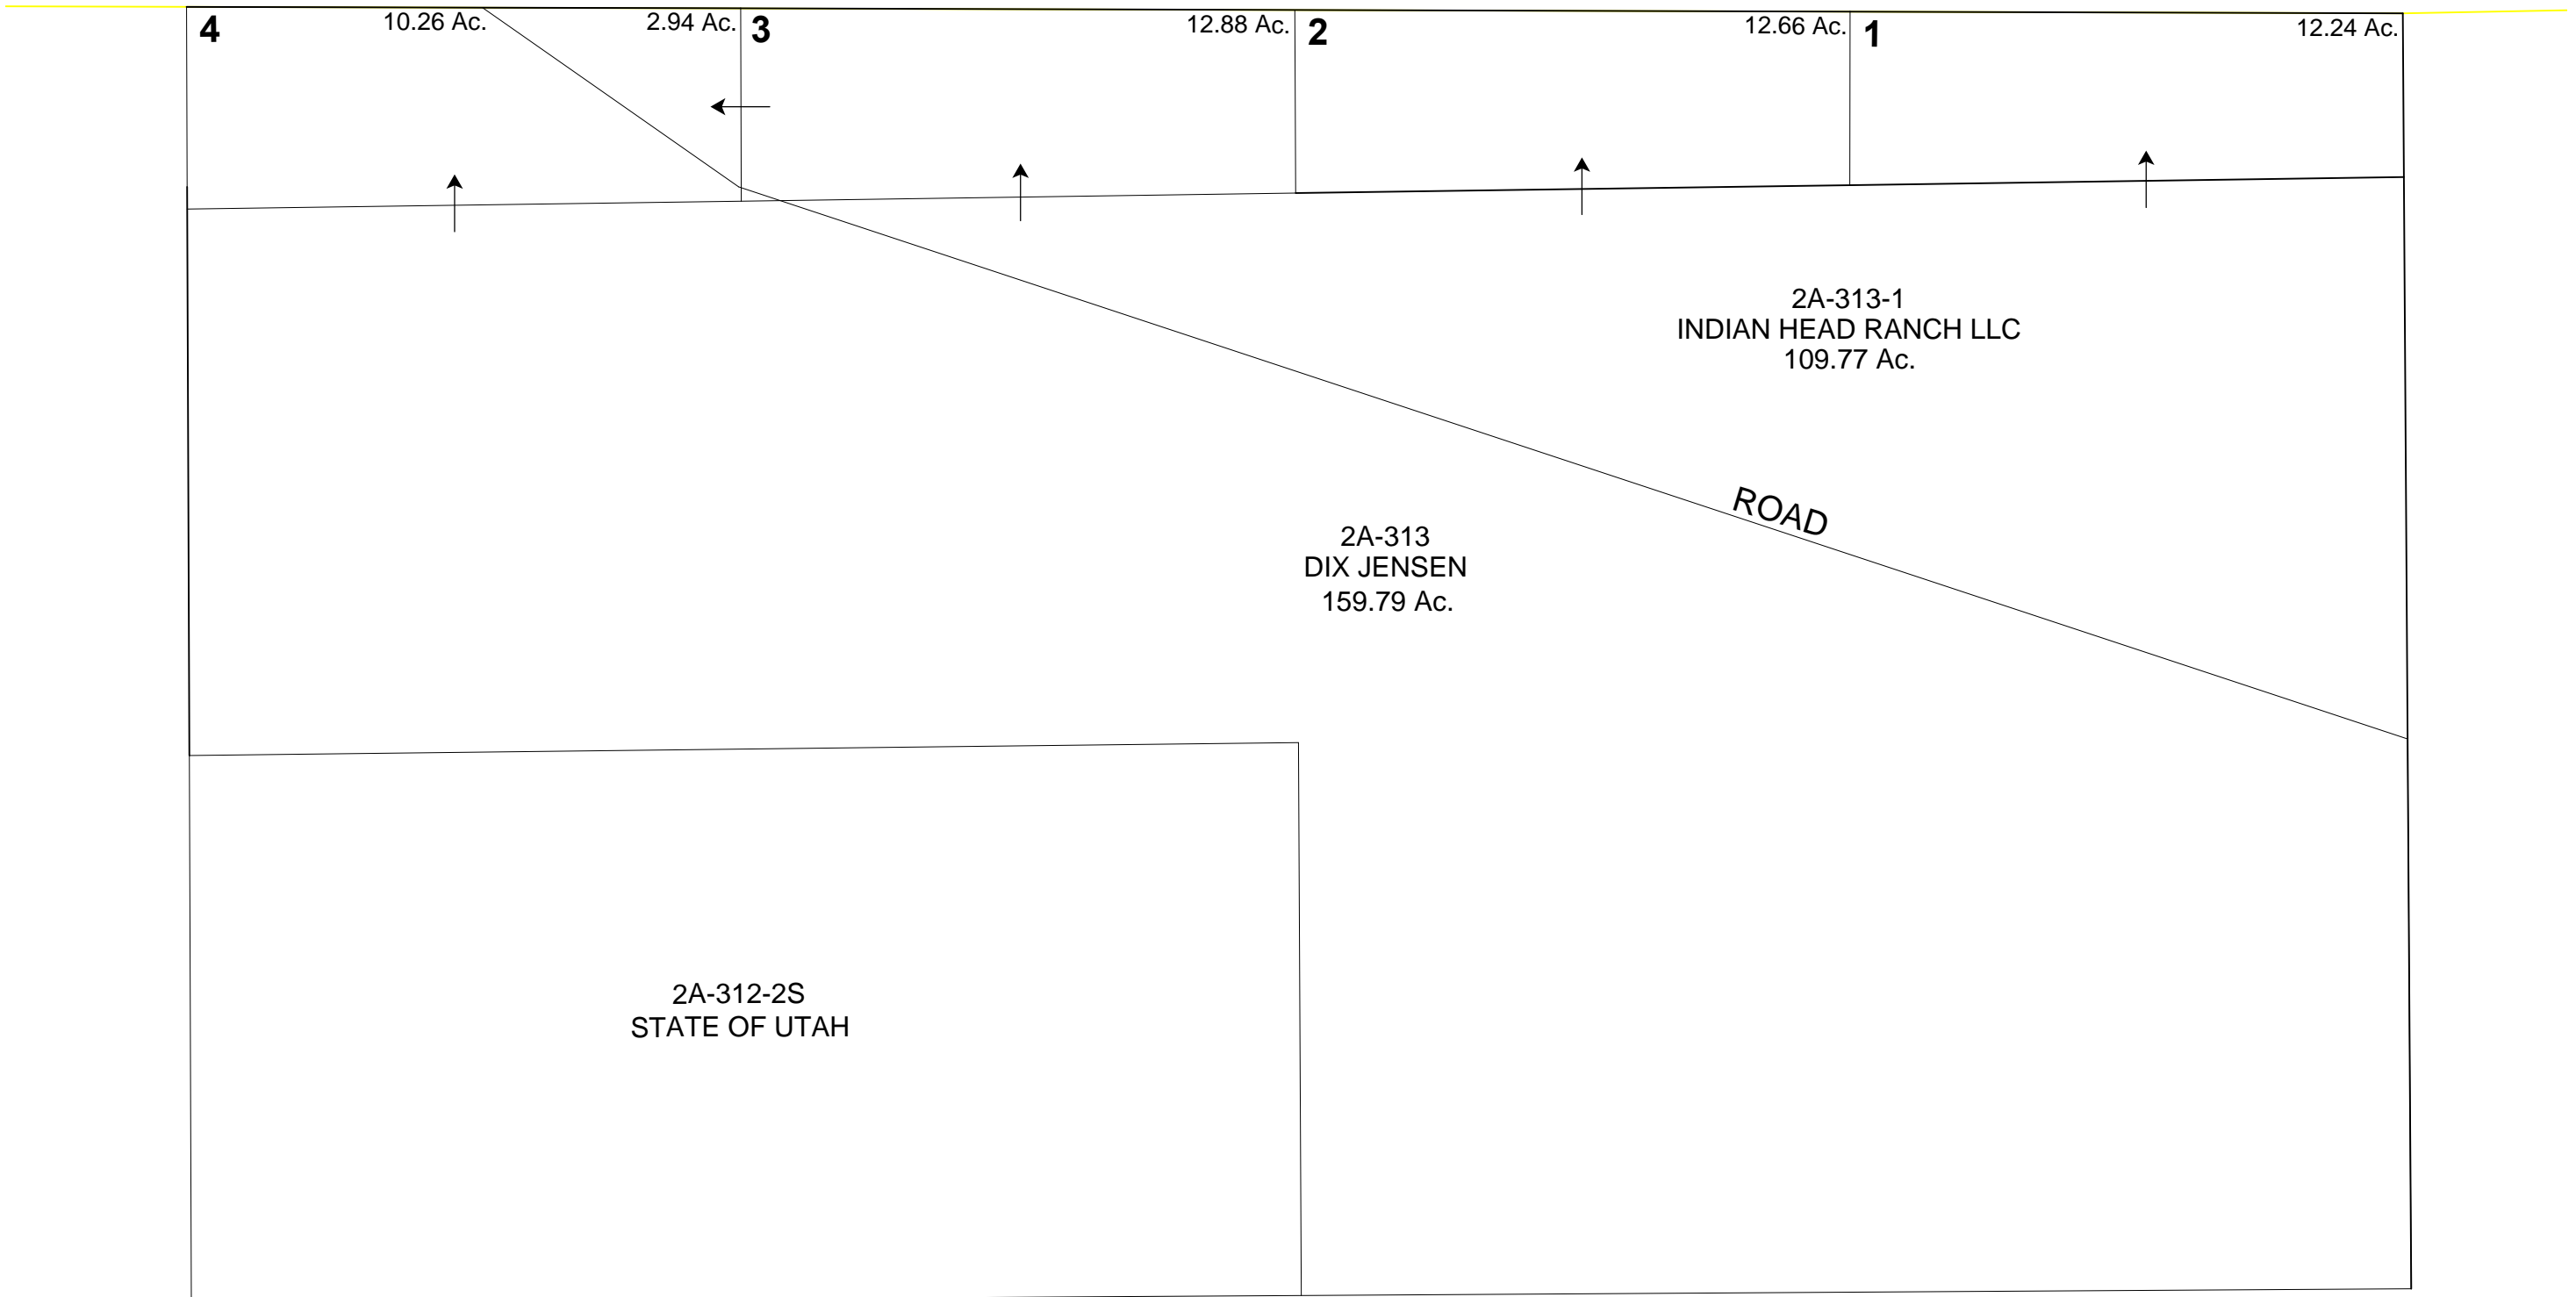 4 10.26 Ac. 2.94 Ac. 3 12.88 Ac. 2 12.66 Ac. 1 12.24 Ac.
2A-313-1
INDIAN HEAD RANCH LLC
109.77 Ac.
ROAD
2A-313
DIX JENSEN
159.79 Ac.
2A-312-2S
STATE OF UTAH